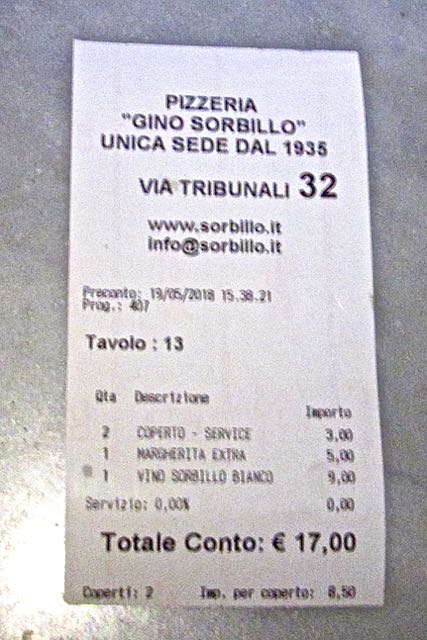 PIZZERIA
"GINO SORBILLO"
UNICA SEDE DAL 1935
VIA TRIBUNALI 32
www.sorbillo.it
info@sorbillo.it
Preconto: 19/05/2018 15.38.21
Prog.: 407
Tavolo : 13
Qta Descrizione
Importo
2 COPERTO - SERVICE 3,00
1 MARGHERITA EXTRA 5,00
1 VINO SORBILLO BIANCO 9,00
Servizio: 0,00% 0,00
Totale Conto: € 17,00
Coperti: 2 Imp. per coperto: 8,50